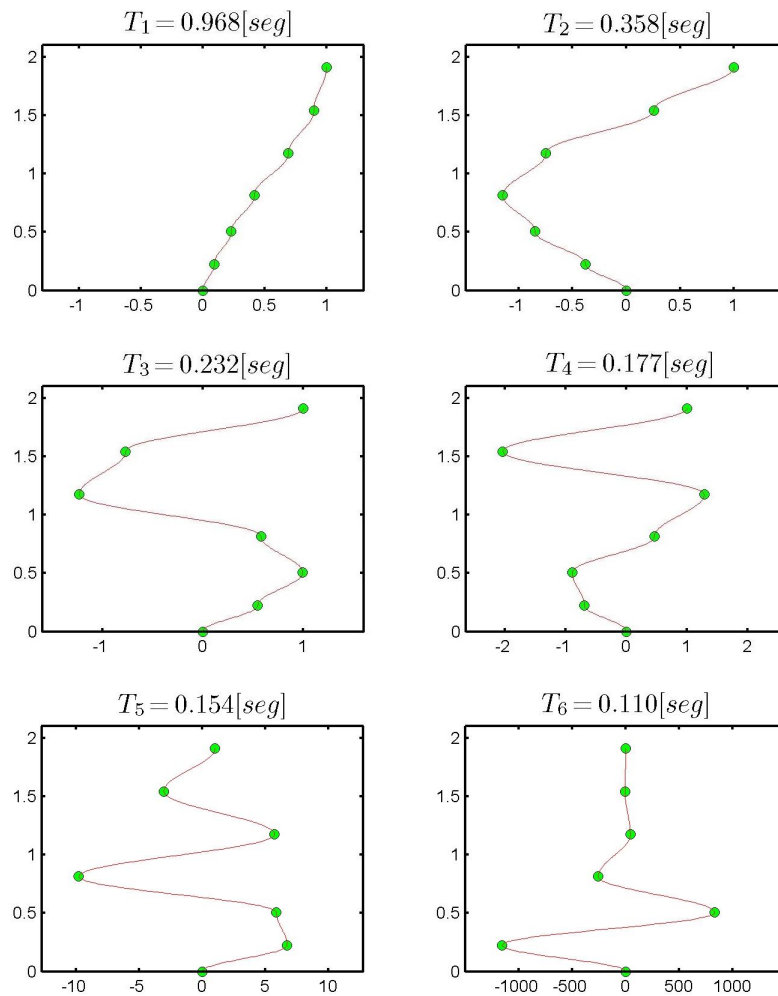 T₁ = 0.968[seg]
2
1.5
1
0.5
0
-1 -0.5 0 0.5 1
T₂ = 0.358[seg]
2
1.5
1
0.5
0
-1 -0.5 0 0.5 1
T₃ = 0.232[seg]
2
1.5
1
0.5
0
-1 0 1
T₄ = 0.177[seg]
2
1.5
1
0.5
0
-2 -1 0 1 2
T₅ = 0.154[seg]
2
1.5
1
0.5
0
-10 -5 0 5 10
T₆ = 0.110[seg]
2
1.5
1
0.5
0
-1000 -500 0 500 1000